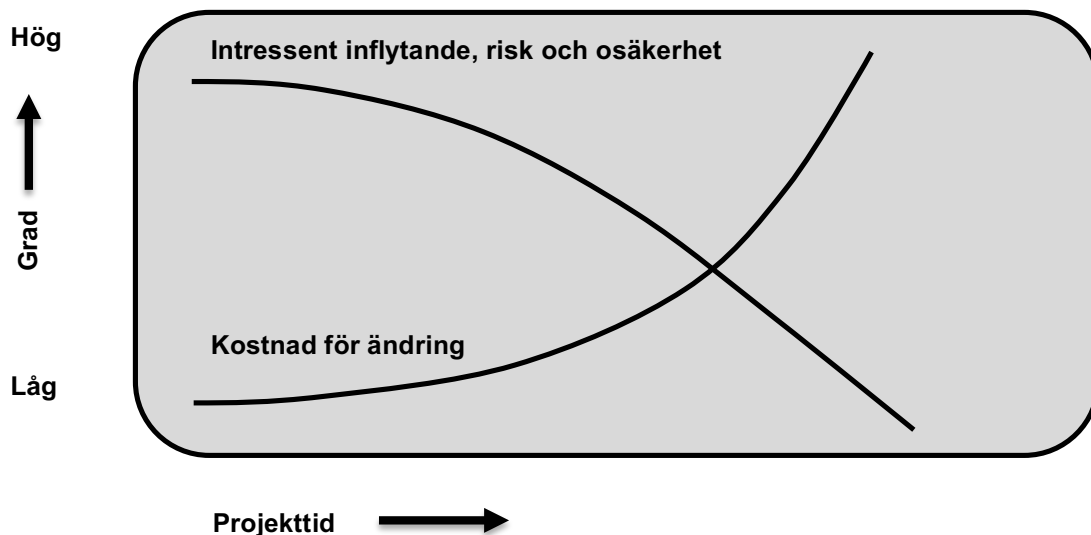 Hög
Intressent inflytande, risk och osäkerhet
Grad
Kostnad för ändring
Låg
Projekttid